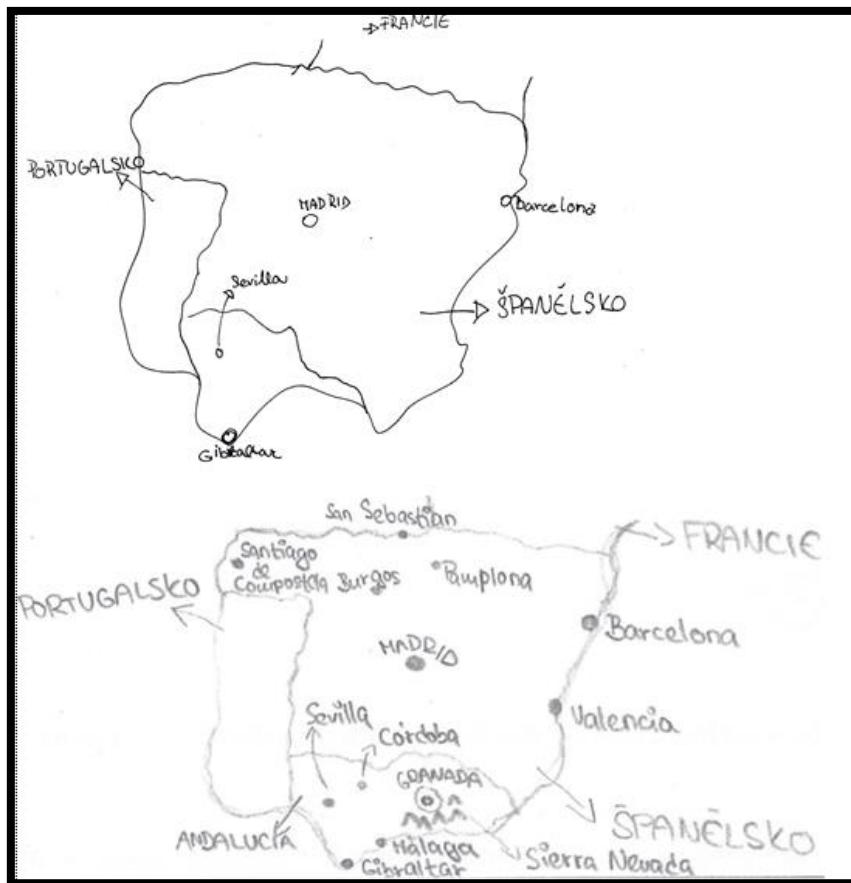 FRANCIE
PORTUGALSKO
MADRID
Barcelona
Sevilla
ŠPANĚLSKO
Gibraltar
San Sebastian
FRANCIE
Santiago
de
Compostela Burgos
Pamplona
PORTUGALSKO
Barcelona
MADRID
Sevilla
Valencia
Córdoba
GRANADA
ANDALUCÍA
ŠPANĚLSKO
Málaga
Sierra Nevada
Gibraltar